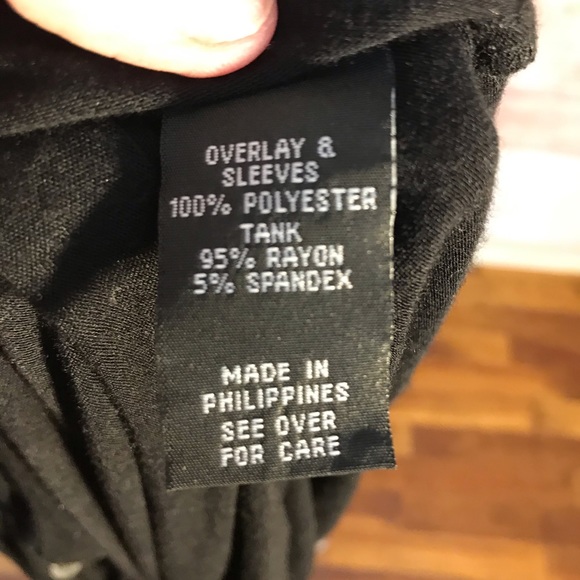 OVERLAY &
SLEEVES
100% POLYESTER
TANK
95% RAYON
5% SPANDEX
MADE IN
PHILIPPINES
SEE OVER
FOR CARE